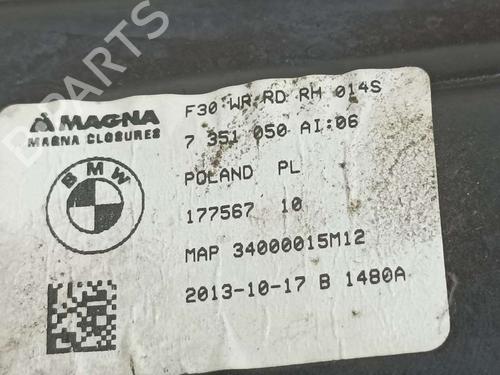 B-PARTS
MAGNA
MAGNA CLOSURES
BMW
F30 WR RD RH 014S
7 351 050 AI:06
POLAND PL
177567 10
MAP 34000015M12
2013-10-17 B 1480A